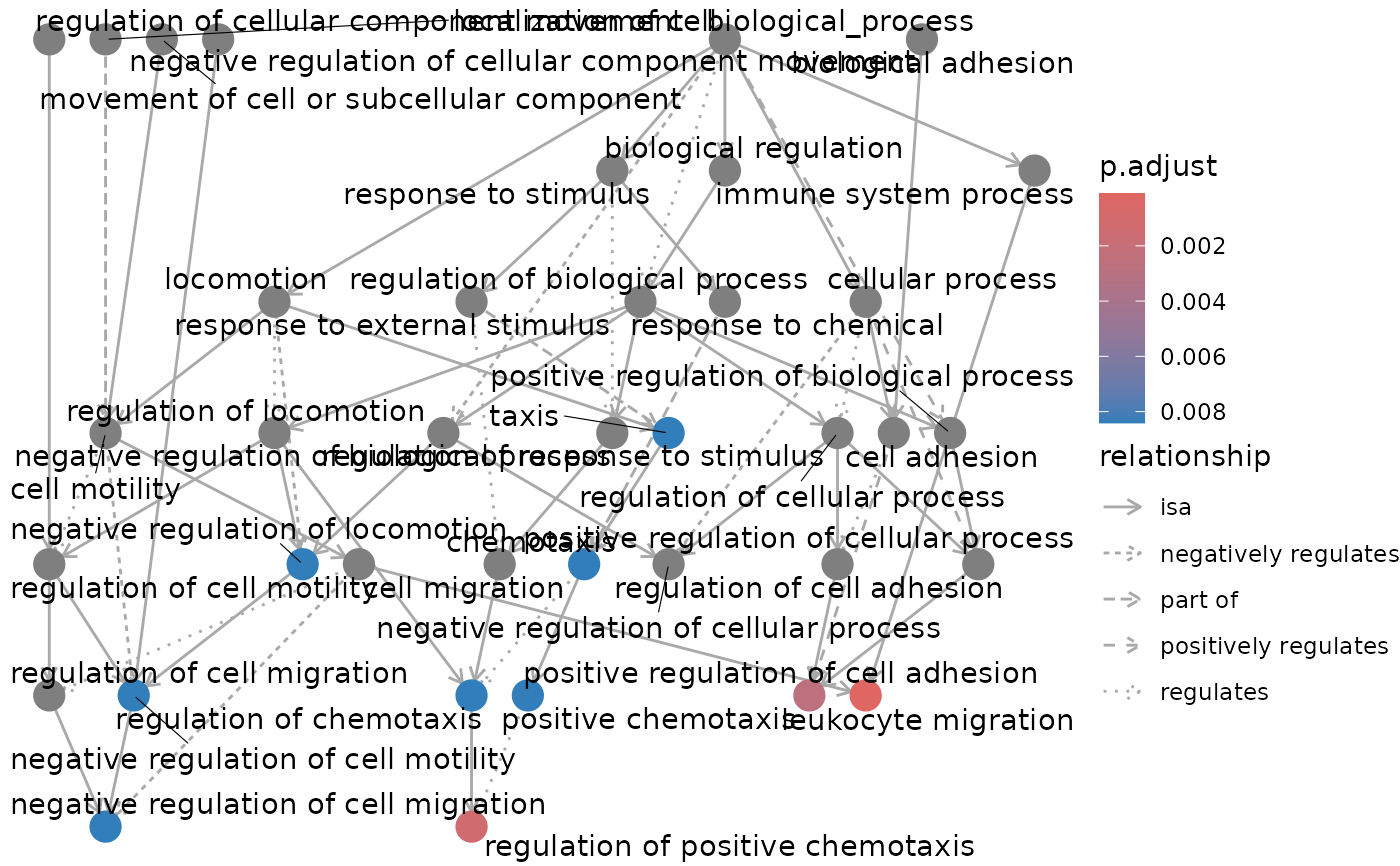 regulation of cellular component movement
localization of cell
biological_process
negative regulation of cellular component movement
biological adhesion
movement of cell or subcellular component
biological regulation
response to stimulus
immune system process
locomotion
regulation of biological process
cellular process
response to external stimulus
response to chemical
positive regulation of biological process
regulation of locomotion
taxis
negative regulation of biological process
regulation of response to stimulus
cell adhesion
cell motility
regulation of cellular process
negative regulation of locomotion
chemotaxis
positive regulation of cellular process
regulation of cell motility
cell migration
regulation of cell adhesion
negative regulation of cellular process
regulation of cell migration
positive regulation of cell adhesion
regulation of chemotaxis
positive chemotaxis
leukocyte migration
negative regulation of cell motility
negative regulation of cell migration
regulation of positive chemotaxis
p.adjust
0.002
0.004
0.006
0.008
relationship
isa
negatively regulates
part of
positively regulates
regulates